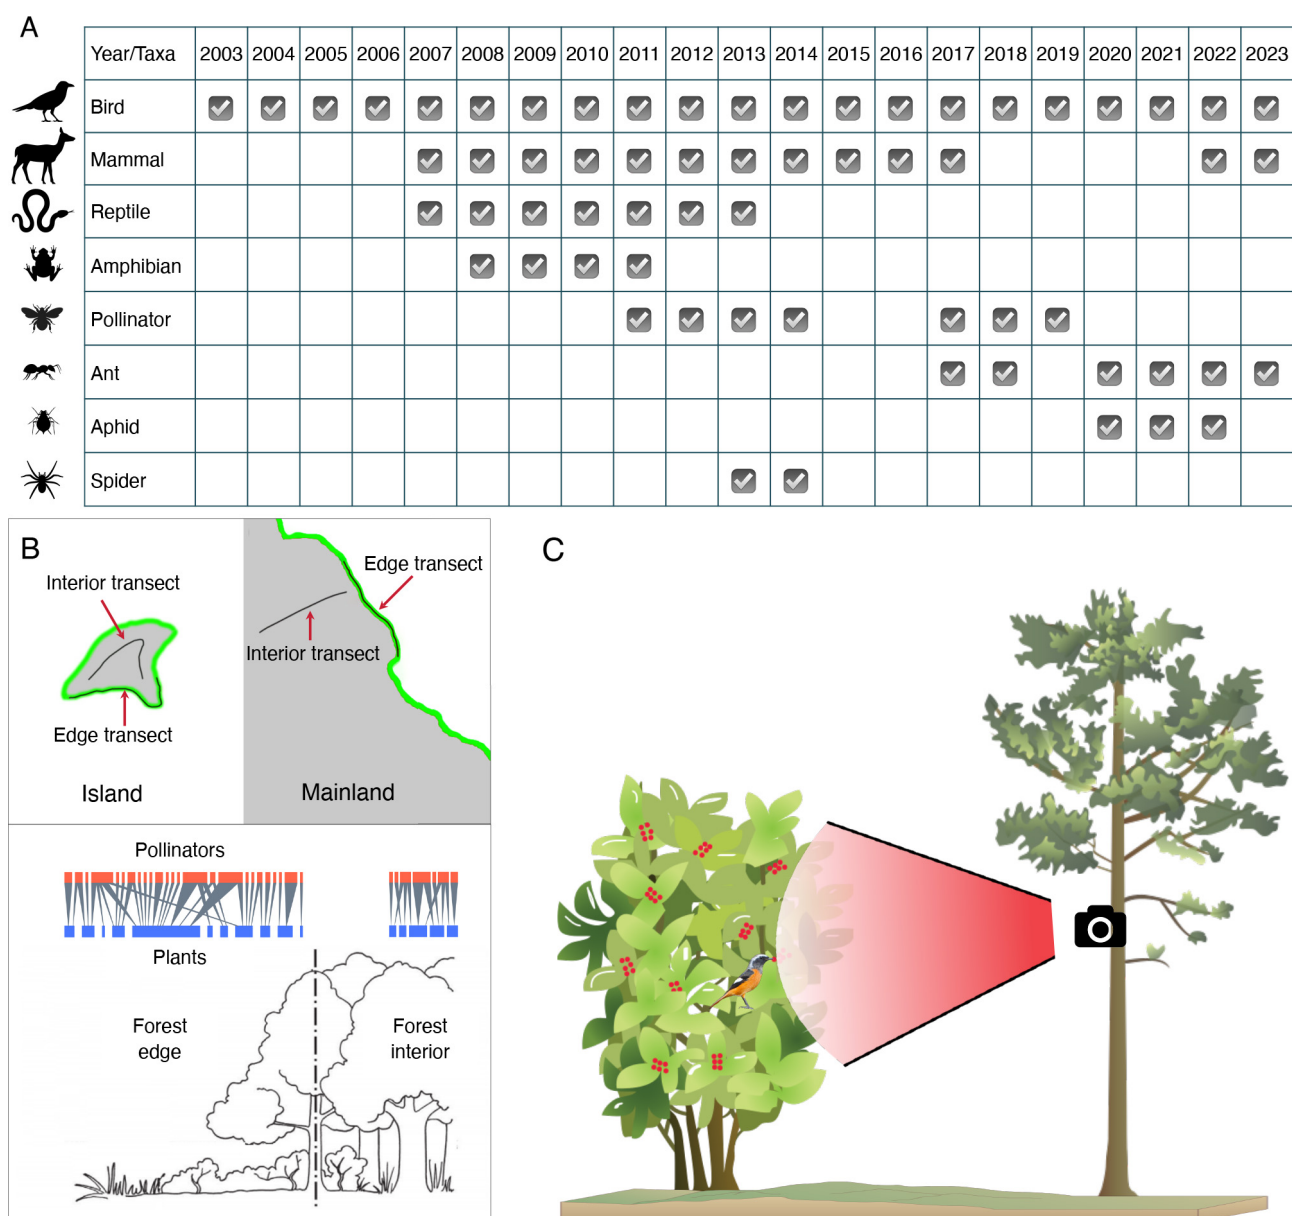 A
Year/Taxa 2003 2004 2005 2006 2007 2008 2009 2010 2011 2012 2013 2014 2015 2016 2017 2018 2019 2020 2021 2022 2023
Bird
Mammal
Reptile
Amphibian
Pollinator
Ant
Aphid
Spider
B
Interior transect
Edge transect
Island
Edge transect
Interior transect
Mainland
Pollinators
Plants
Forest
edge
Forest
interior
C